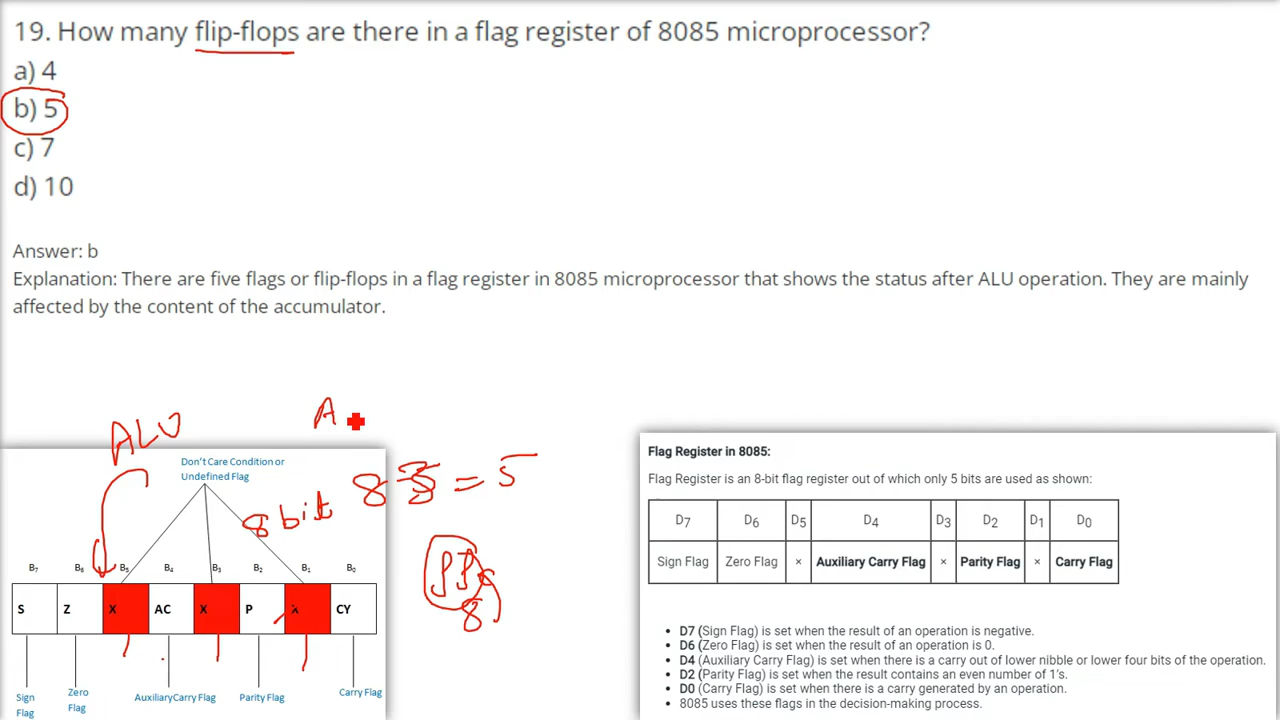 19. How many flip-flops are there in a flag register of 8085 microprocessor?
a) 4
b) 5
c) 7
d) 10
Answer: b
Explanation: There are five flags or flip-flops in a flag register in 8085 microprocessor that shows the status after ALU operation. They are mainly
affected by the content of the accumulator.
A
ALU
Don't Care Condition or
Undefined Flag
8 bit
8 = 5
8
B7 B6 B5 B4 B3 B2 B1 B0
S Z X AC X P X CY
Sign
Flag
Zero
Flag
AuxiliaryCarry Flag
Parity Flag
Carry Flag
Flag Register in 8085:
Flag Register is an 8-bit flag register out of which only 5 bits are used as shown:
D7 D6 D5 D4 D3 D2 D1 D0
Sign Flag Zero Flag × Auxiliary Carry Flag × Parity Flag × Carry Flag
• D7 (Sign Flag) is set when the result of an operation is negative.
• D6 (Zero Flag) is set when the result of an operation is 0.
• D4 (Auxiliary Carry Flag) is set when there is a carry out of lower nibble or lower four bits of the operation.
• D2 (Parity Flag) is set when the result contains an even number of 1's.
• D0 (Carry Flag) is set when there is a carry generated by an operation.
• 8085 uses these flags in the decision-making process.